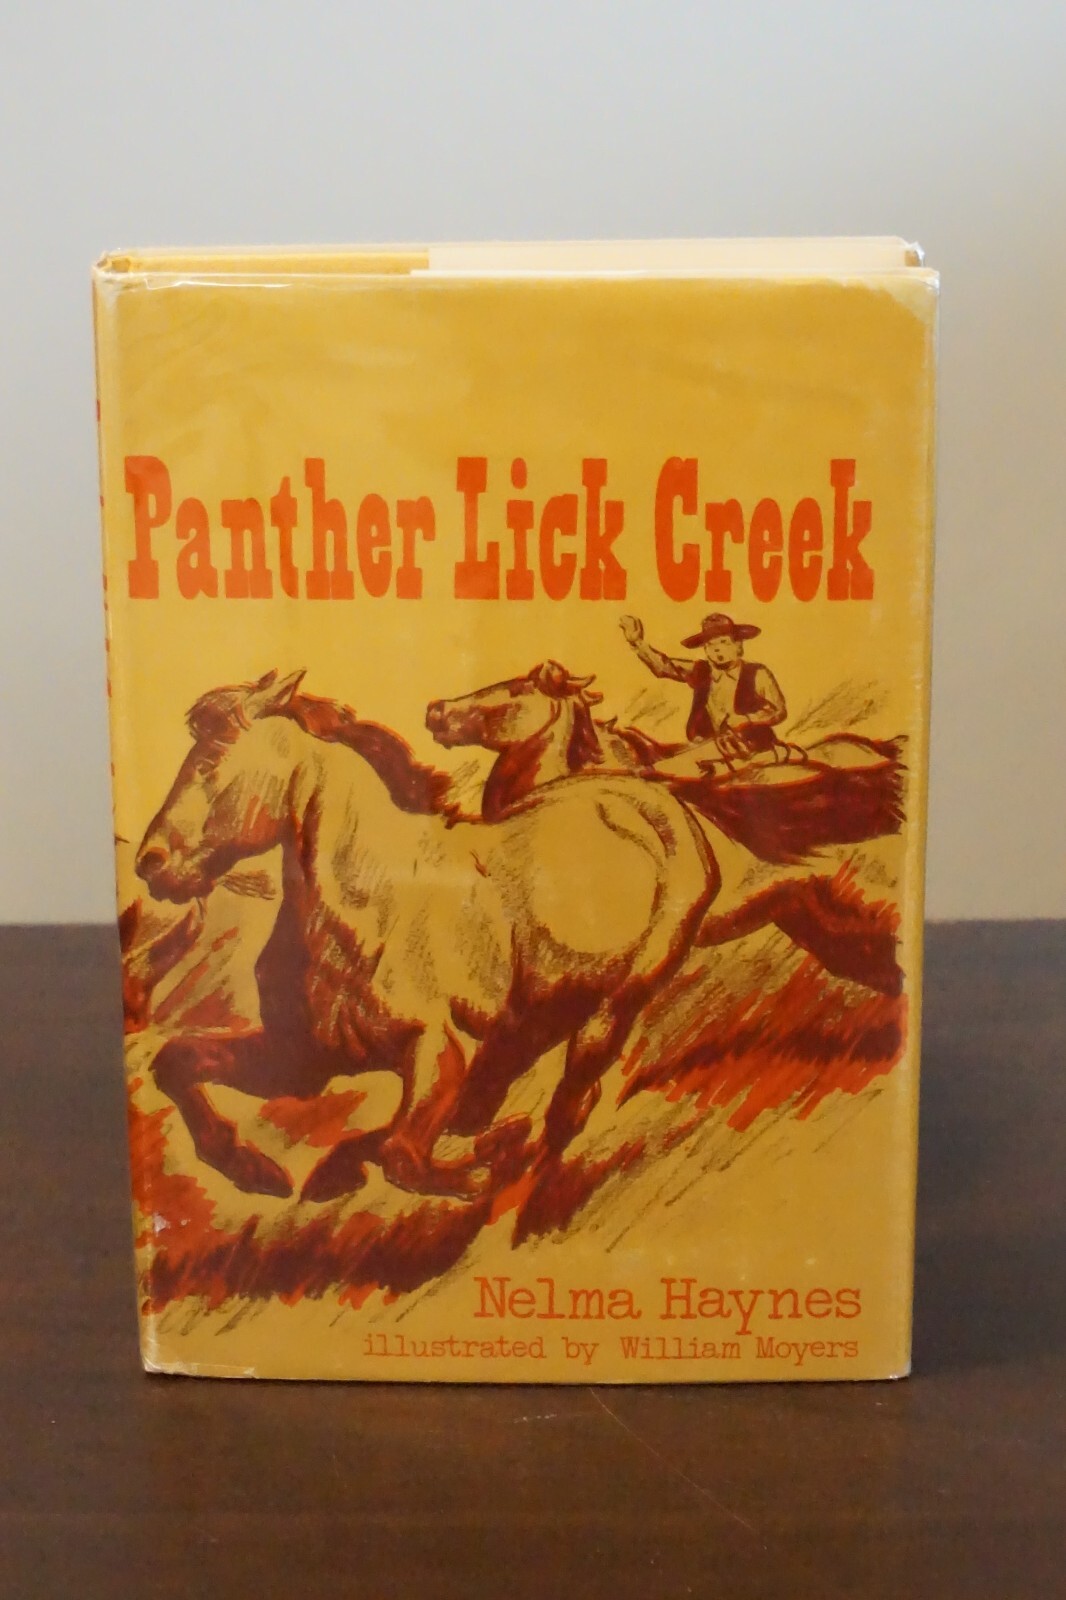 Panther Lick Creek
Nelma Haynes
illustrated by William Moyers